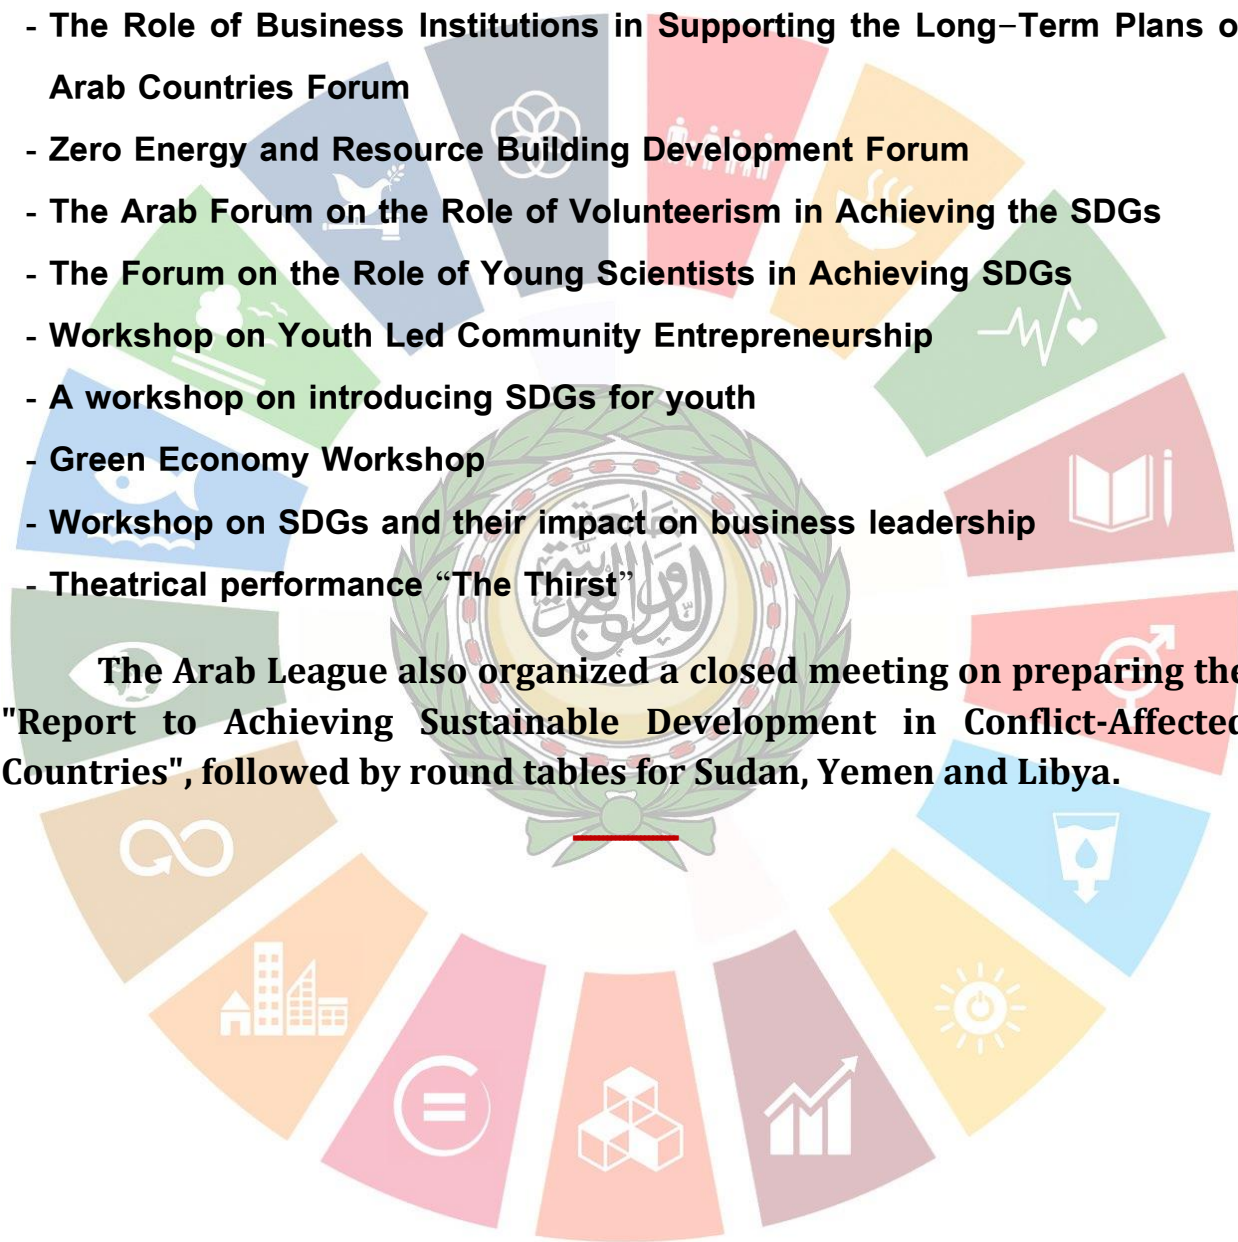 - The Role of Business Institutions in Supporting the Long-Term Plans o
Arab Countries Forum
- Zero Energy and Resource Building Development Forum
- The Arab Forum on the Role of Volunteerism in Achieving the SDGs
- The Forum on the Role of Young Scientists in Achieving SDGs
- Workshop on Youth Led Community Entrepreneurship
- A workshop on introducing SDGs for youth
- Green Economy Workshop
- Workshop on SDGs and their impact on business leadership
- Theatrical performance “The Thirst”
جامعة
الدول العربية
The Arab League also organized a closed meeting on preparing the
"Report to Achieving Sustainable Development in Conflict-Affected
Countries", followed by round tables for Sudan, Yemen and Libya.